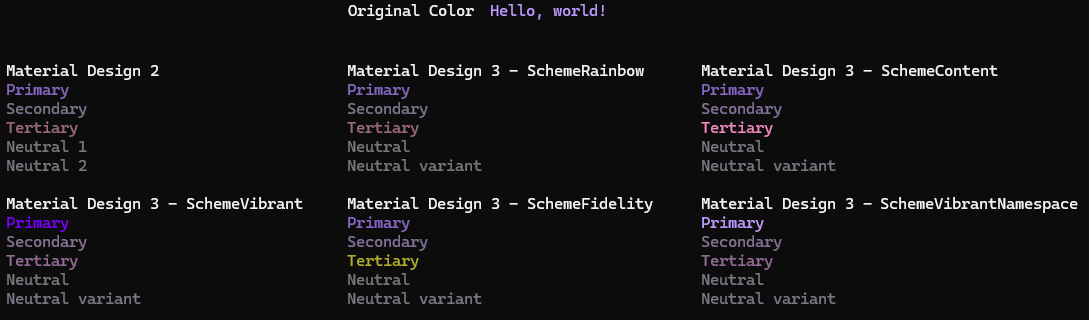 Original Color Hello, world!
Material Design 2
Primary
Secondary
Tertiary
Neutral 1
Neutral 2
Material Design 3 - SchemeRainbow
Primary
Secondary
Tertiary
Neutral
Neutral variant
Material Design 3 - SchemeContent
Primary
Secondary
Tertiary
Neutral
Neutral variant
Material Design 3 - SchemeVibrant
Primary
Secondary
Tertiary
Neutral
Neutral variant
Material Design 3 - SchemeFidelity
Primary
Secondary
Tertiary
Neutral
Neutral variant
Material Design 3 - SchemeVibrantNamespace
Primary
Secondary
Tertiary
Neutral
Neutral variant